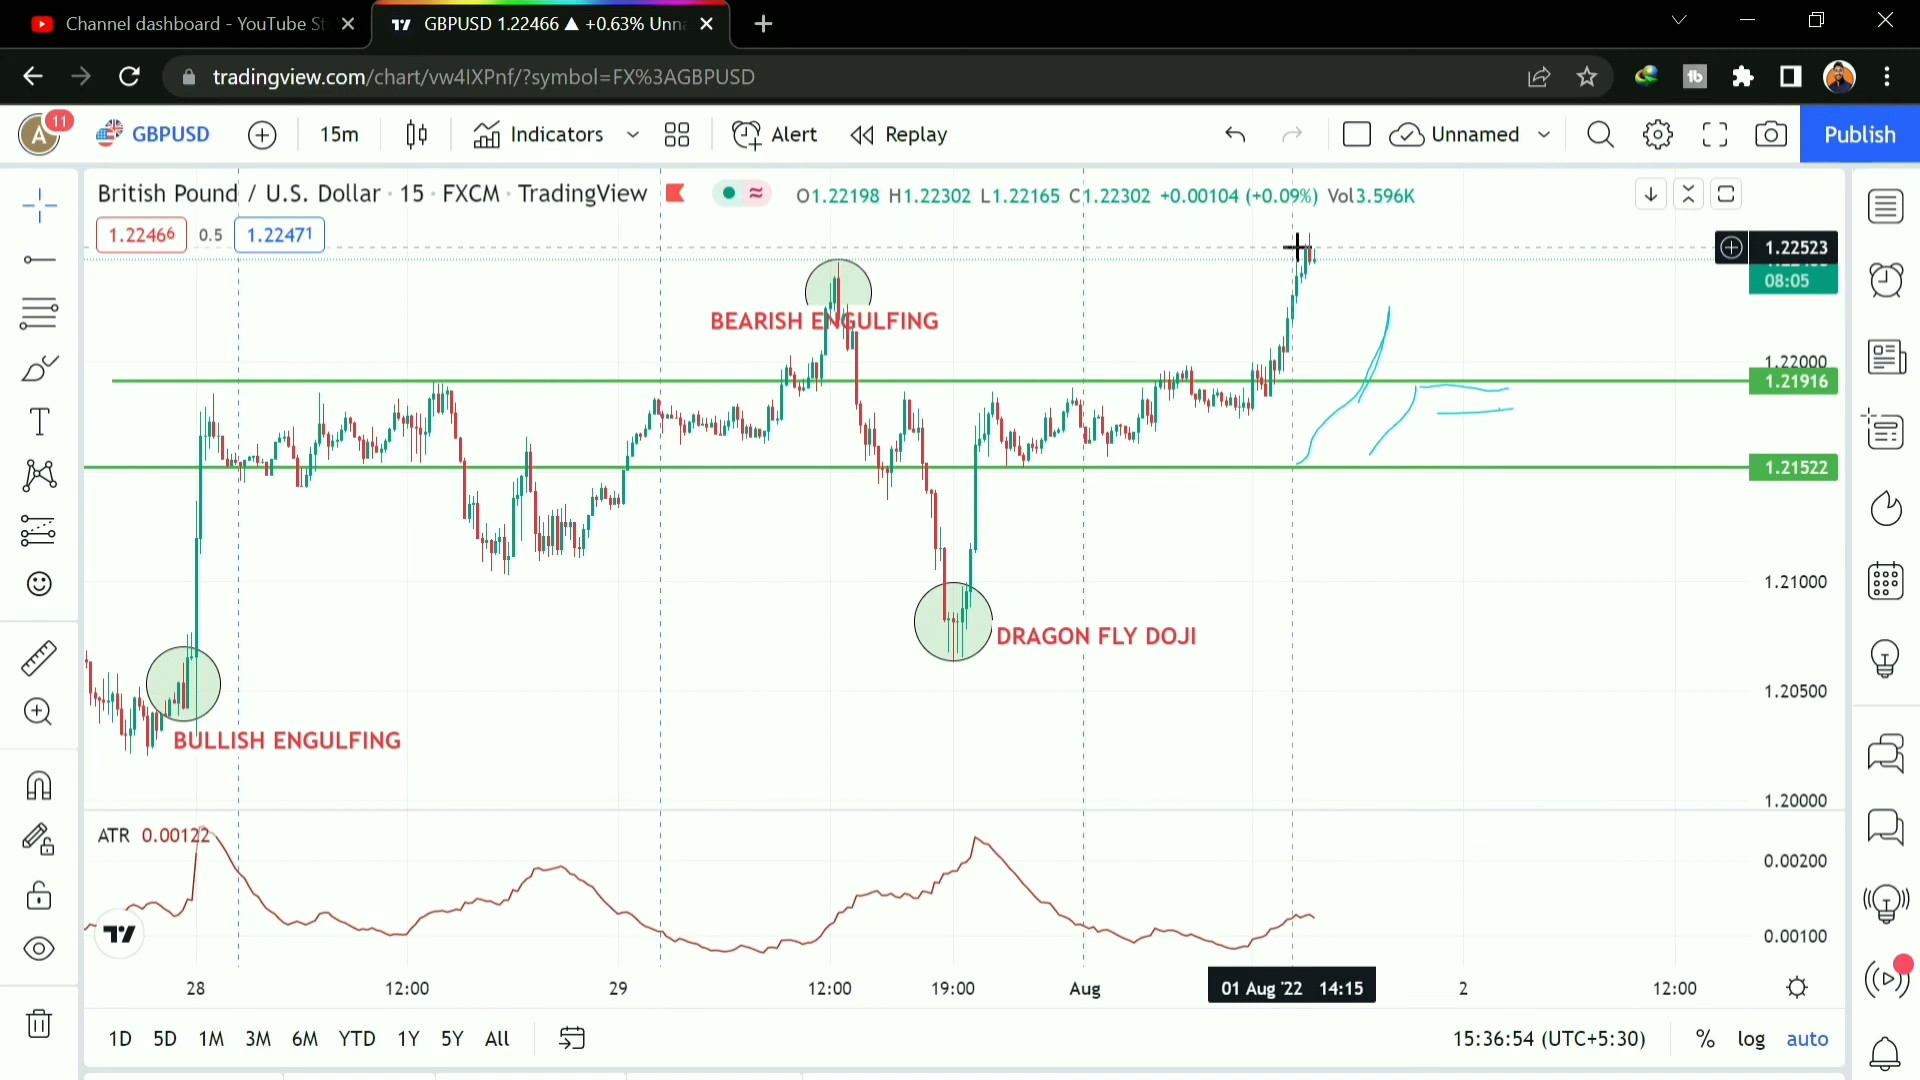 Channel dashboard - YouTube St
GBPUSD 1.22466 ▲ +0.63% Unna
tradingview.com/chart/vw4IXPnf/?symbol=FX%3AGBPUSD
A 11 GBPUSD 15m Indicators Alert Replay Unnamed Publish
British Pound / U.S. Dollar · 15 · FXCM · TradingView O1.22198 H1.22302 L1.22165 C1.22302 +0.00104 (+0.09%) Vol3.596K
1.22466 0.5 1.22471
1.22523
08:05
BEARISH ENGULFING
1.22000
1.21916
1.21522
1.21000
DRAGON FLY DOJI
1.20500
BULLISH ENGULFING
1.20000
ATR 0.00122
0.00200
0.00100
28 12:00 29 12:00 19:00 Aug 01 Aug '22 14:15 2 12:00
1D 5D 1M 3M 6M YTD 1Y 5Y All 15:36:54 (UTC+5:30) % log auto